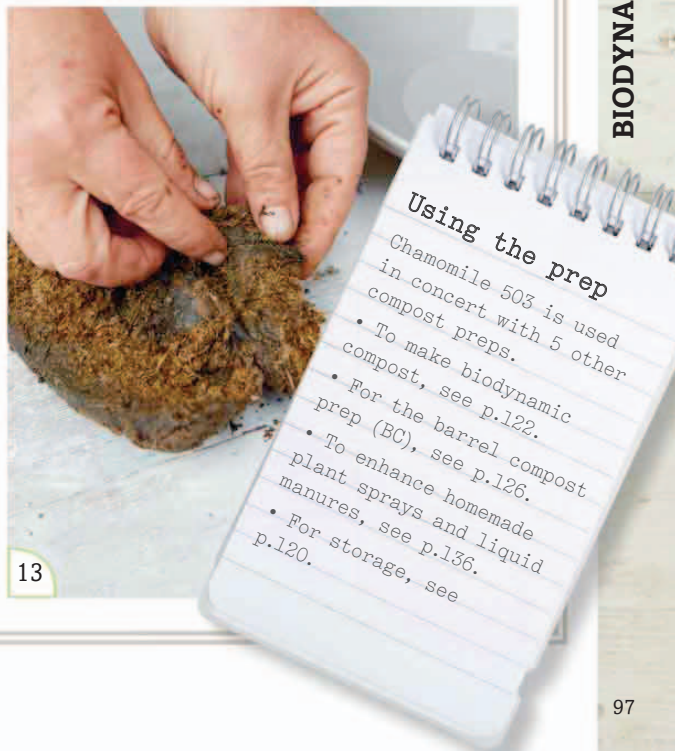 BIODYNA
Using the prep
Chamomile 503 is used
in concert with 5 other
compost preps.
• To make biodynamic
compost, see p.122.
• For the barrel compost
prep (BC), see p.126.
• To enhance homemade
plant sprays and liquid
manures, see p.136.
• For storage, see
p.120.
13
97